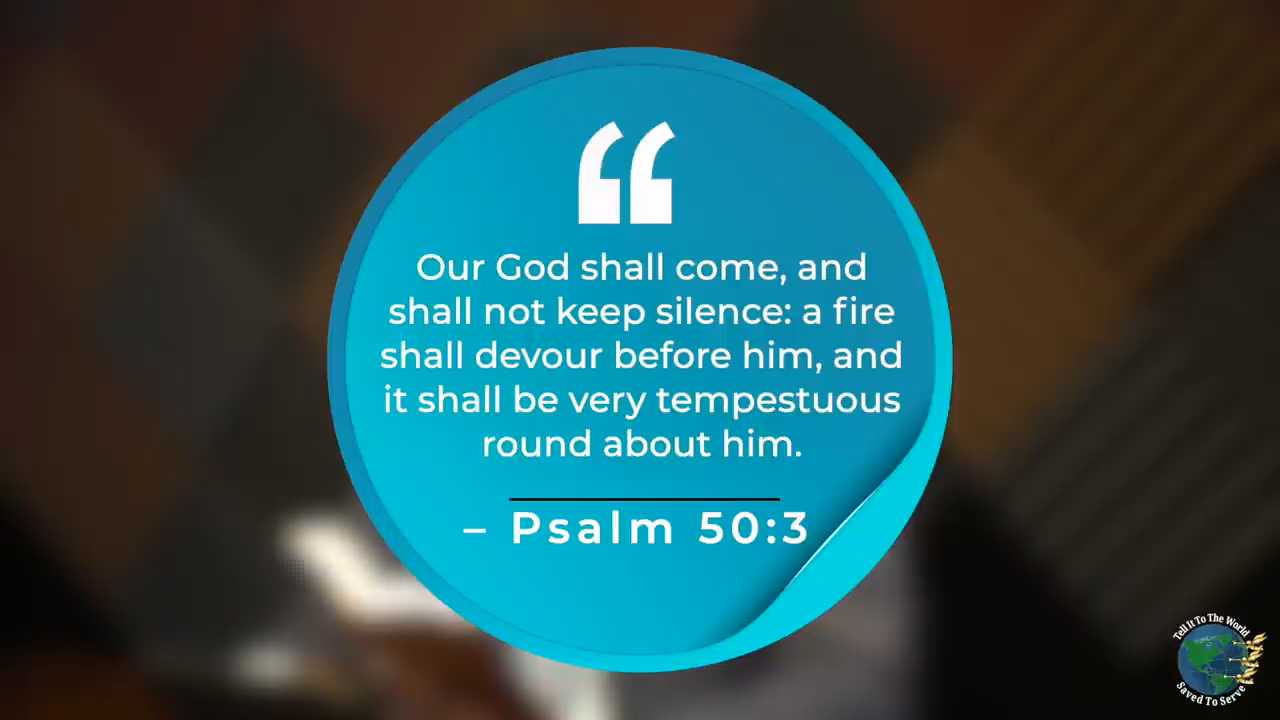 “
Our God shall come, and
shall not keep silence: a fire
shall devour before him, and
it shall be very tempestuous
round about him.
– Psalm 50:3
Tell It To The World
Saved To Serve